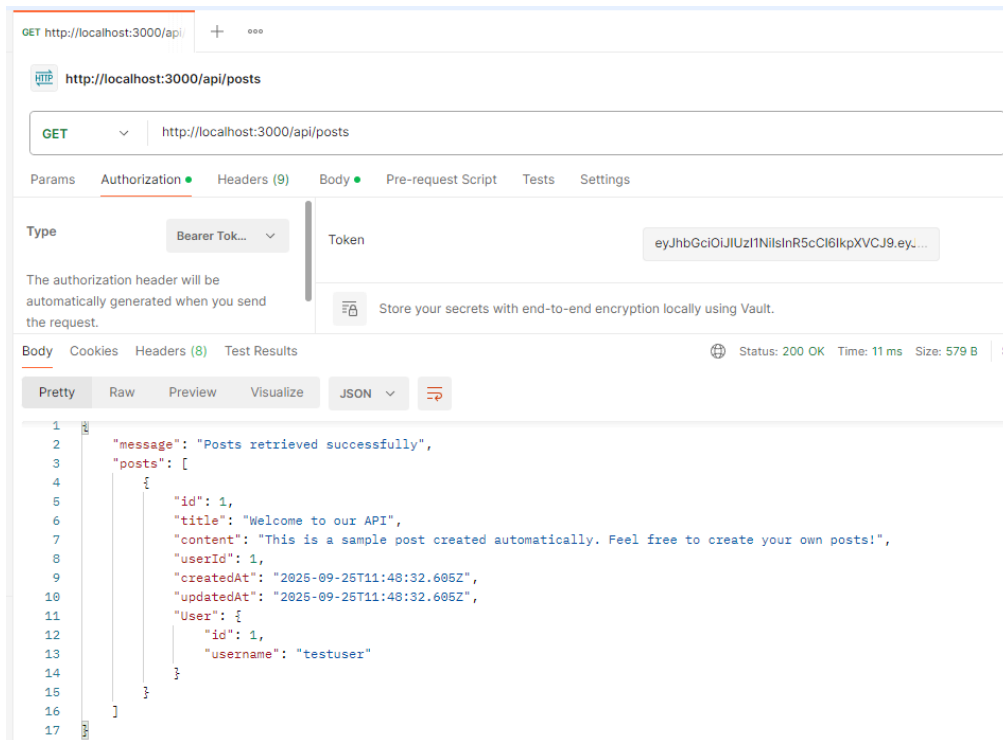 GET http://localhost:3000/api/
HTTP http://localhost:3000/api/posts
GET http://localhost:3000/api/posts
Params Authorization Headers (9) Body Pre-request Script Tests Settings
Type Bearer Tok...
The authorization header will be
automatically generated when you send
the request.
Token eyJhbGciOiJIUzI1NiIsInR5cCI6IkpXVCJ9.eyJ...
Store your secrets with end-to-end encryption locally using Vault.
Body Cookies Headers (8) Test Results Status: 200 OK Time: 11 ms Size: 579 B
Pretty Raw Preview Visualize JSON
1 {
2 "message": "Posts retrieved successfully",
3 "posts": [
4 {
5 "id": 1,
6 "title": "Welcome to our API",
7 "content": "This is a sample post created automatically. Feel free to create your own posts!",
8 "userId": 1,
9 "createdAt": "2025-09-25T11:48:32.605Z",
10 "updatedAt": "2025-09-25T11:48:32.605Z",
11 "User": {
12 "id": 1,
13 "username": "testuser"
14 }
15 }
16 ]
17 }